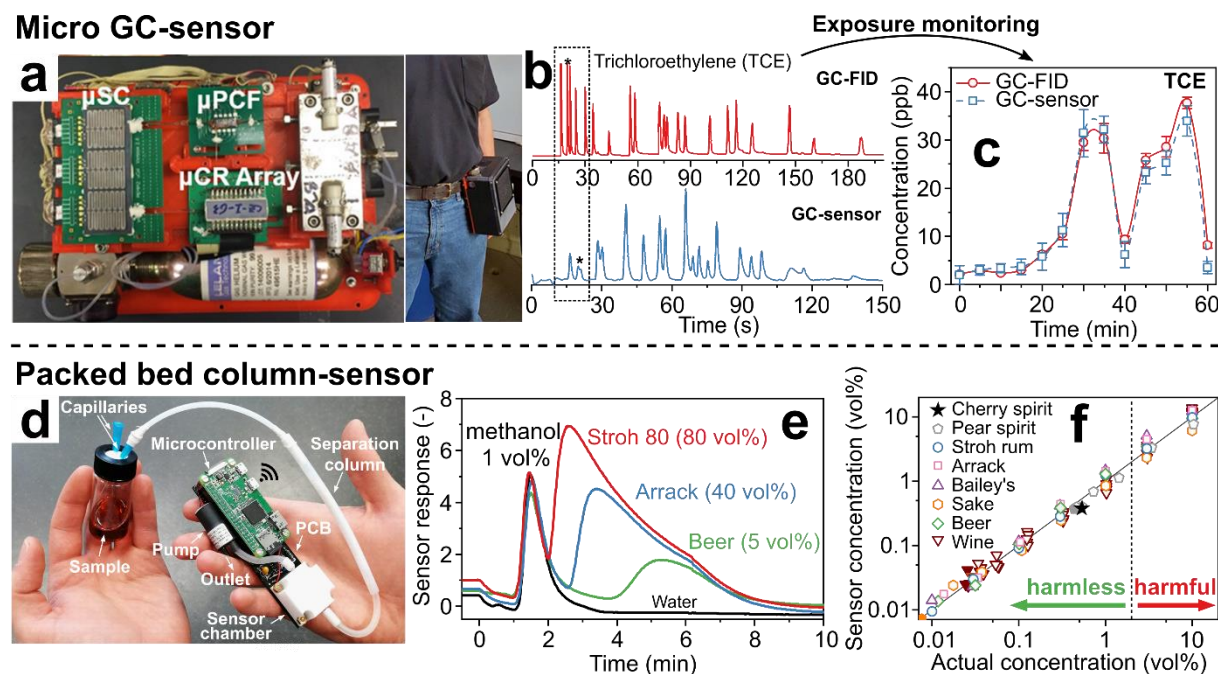 Micro GC-sensor
Exposure monitoring
a
µSC
µPCF
µCR Array
b
Trichloroethylene (TCE)
GC-FID
*
0 30 60 90 120 150 180
GC-sensor
*
0 30 60 90 120 150
Time (s)
GC-FID
GC-sensor
TCE
c
Concentration (ppb)
40
30
20
10
0
0 10 20 30 40 50 60
Time (min)
Packed bed column-sensor
d
Capillaries
Microcontroller
Separation
column
PCB
Pump
Outlet
Sample
Sensor
chamber
e
Sensor response (-)
8
6
4
2
0
methanol
1 vol%
Stroh 80 (80 vol%)
Arrack (40 vol%)
Beer (5 vol%)
Water
0 2 4 6 8 10
Time (min)
f
Sensor concentration (vol%)
10
1
0.1
0.01
Cherry spirit
Pear spirit
Stroh rum
Arrack
Bailey's
Sake
Beer
Wine
harmless
harmful
0.01 0.1 1 10
Actual concentration (vol%)